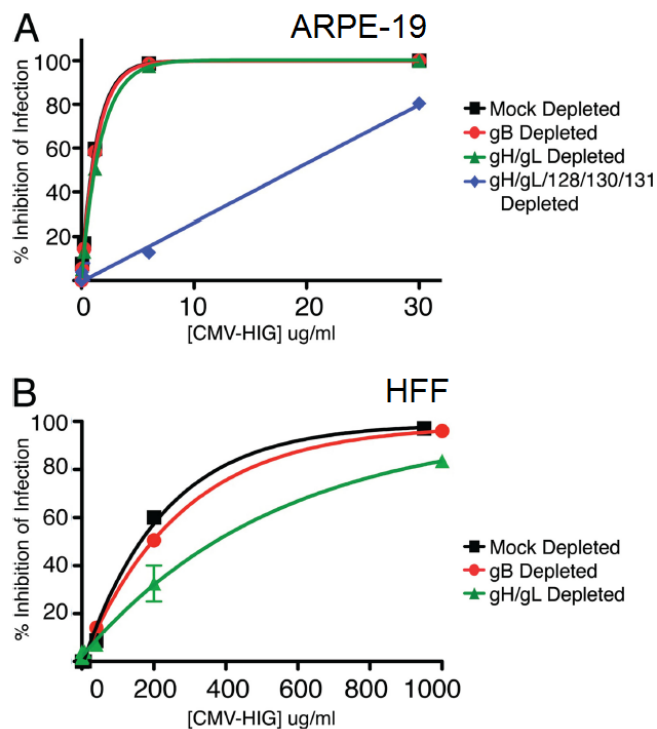 A ARPE-19
% Inhibition of Infection
100
80
60
40
20
0 10 20 30
[CMV-HIG] ug/ml
Mock Depleted
gB Depleted
gH/gL Depleted
gH/gL/128/130/131
Depleted
B HFF
% Inhibition of Infection
100
80
60
40
20
0 200 400 600 800 1000
[CMV-HIG] ug/ml
Mock Depleted
gB Depleted
gH/gL Depleted